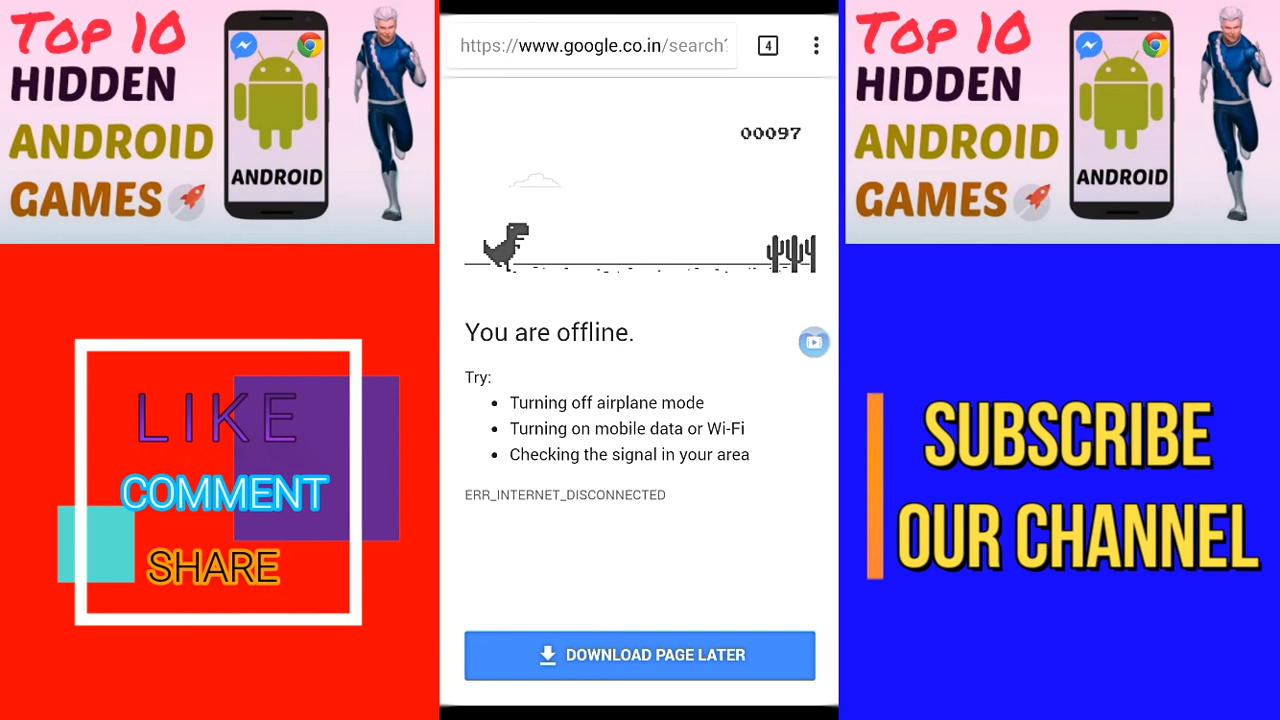 Top 10
HIDDEN
ANDROID
GAMES
ANDROID
LIKE
COMMENT
SHARE
https://www.google.co.in/search?
4
00097
You are offline.
Try:
• Turning off airplane mode
• Turning on mobile data or Wi-Fi
• Checking the signal in your area
ERR_INTERNET_DISCONNECTED
DOWNLOAD PAGE LATER
Top 10
HIDDEN
ANDROID
GAMES
ANDROID
SUBSCRIBE
OUR CHANNEL